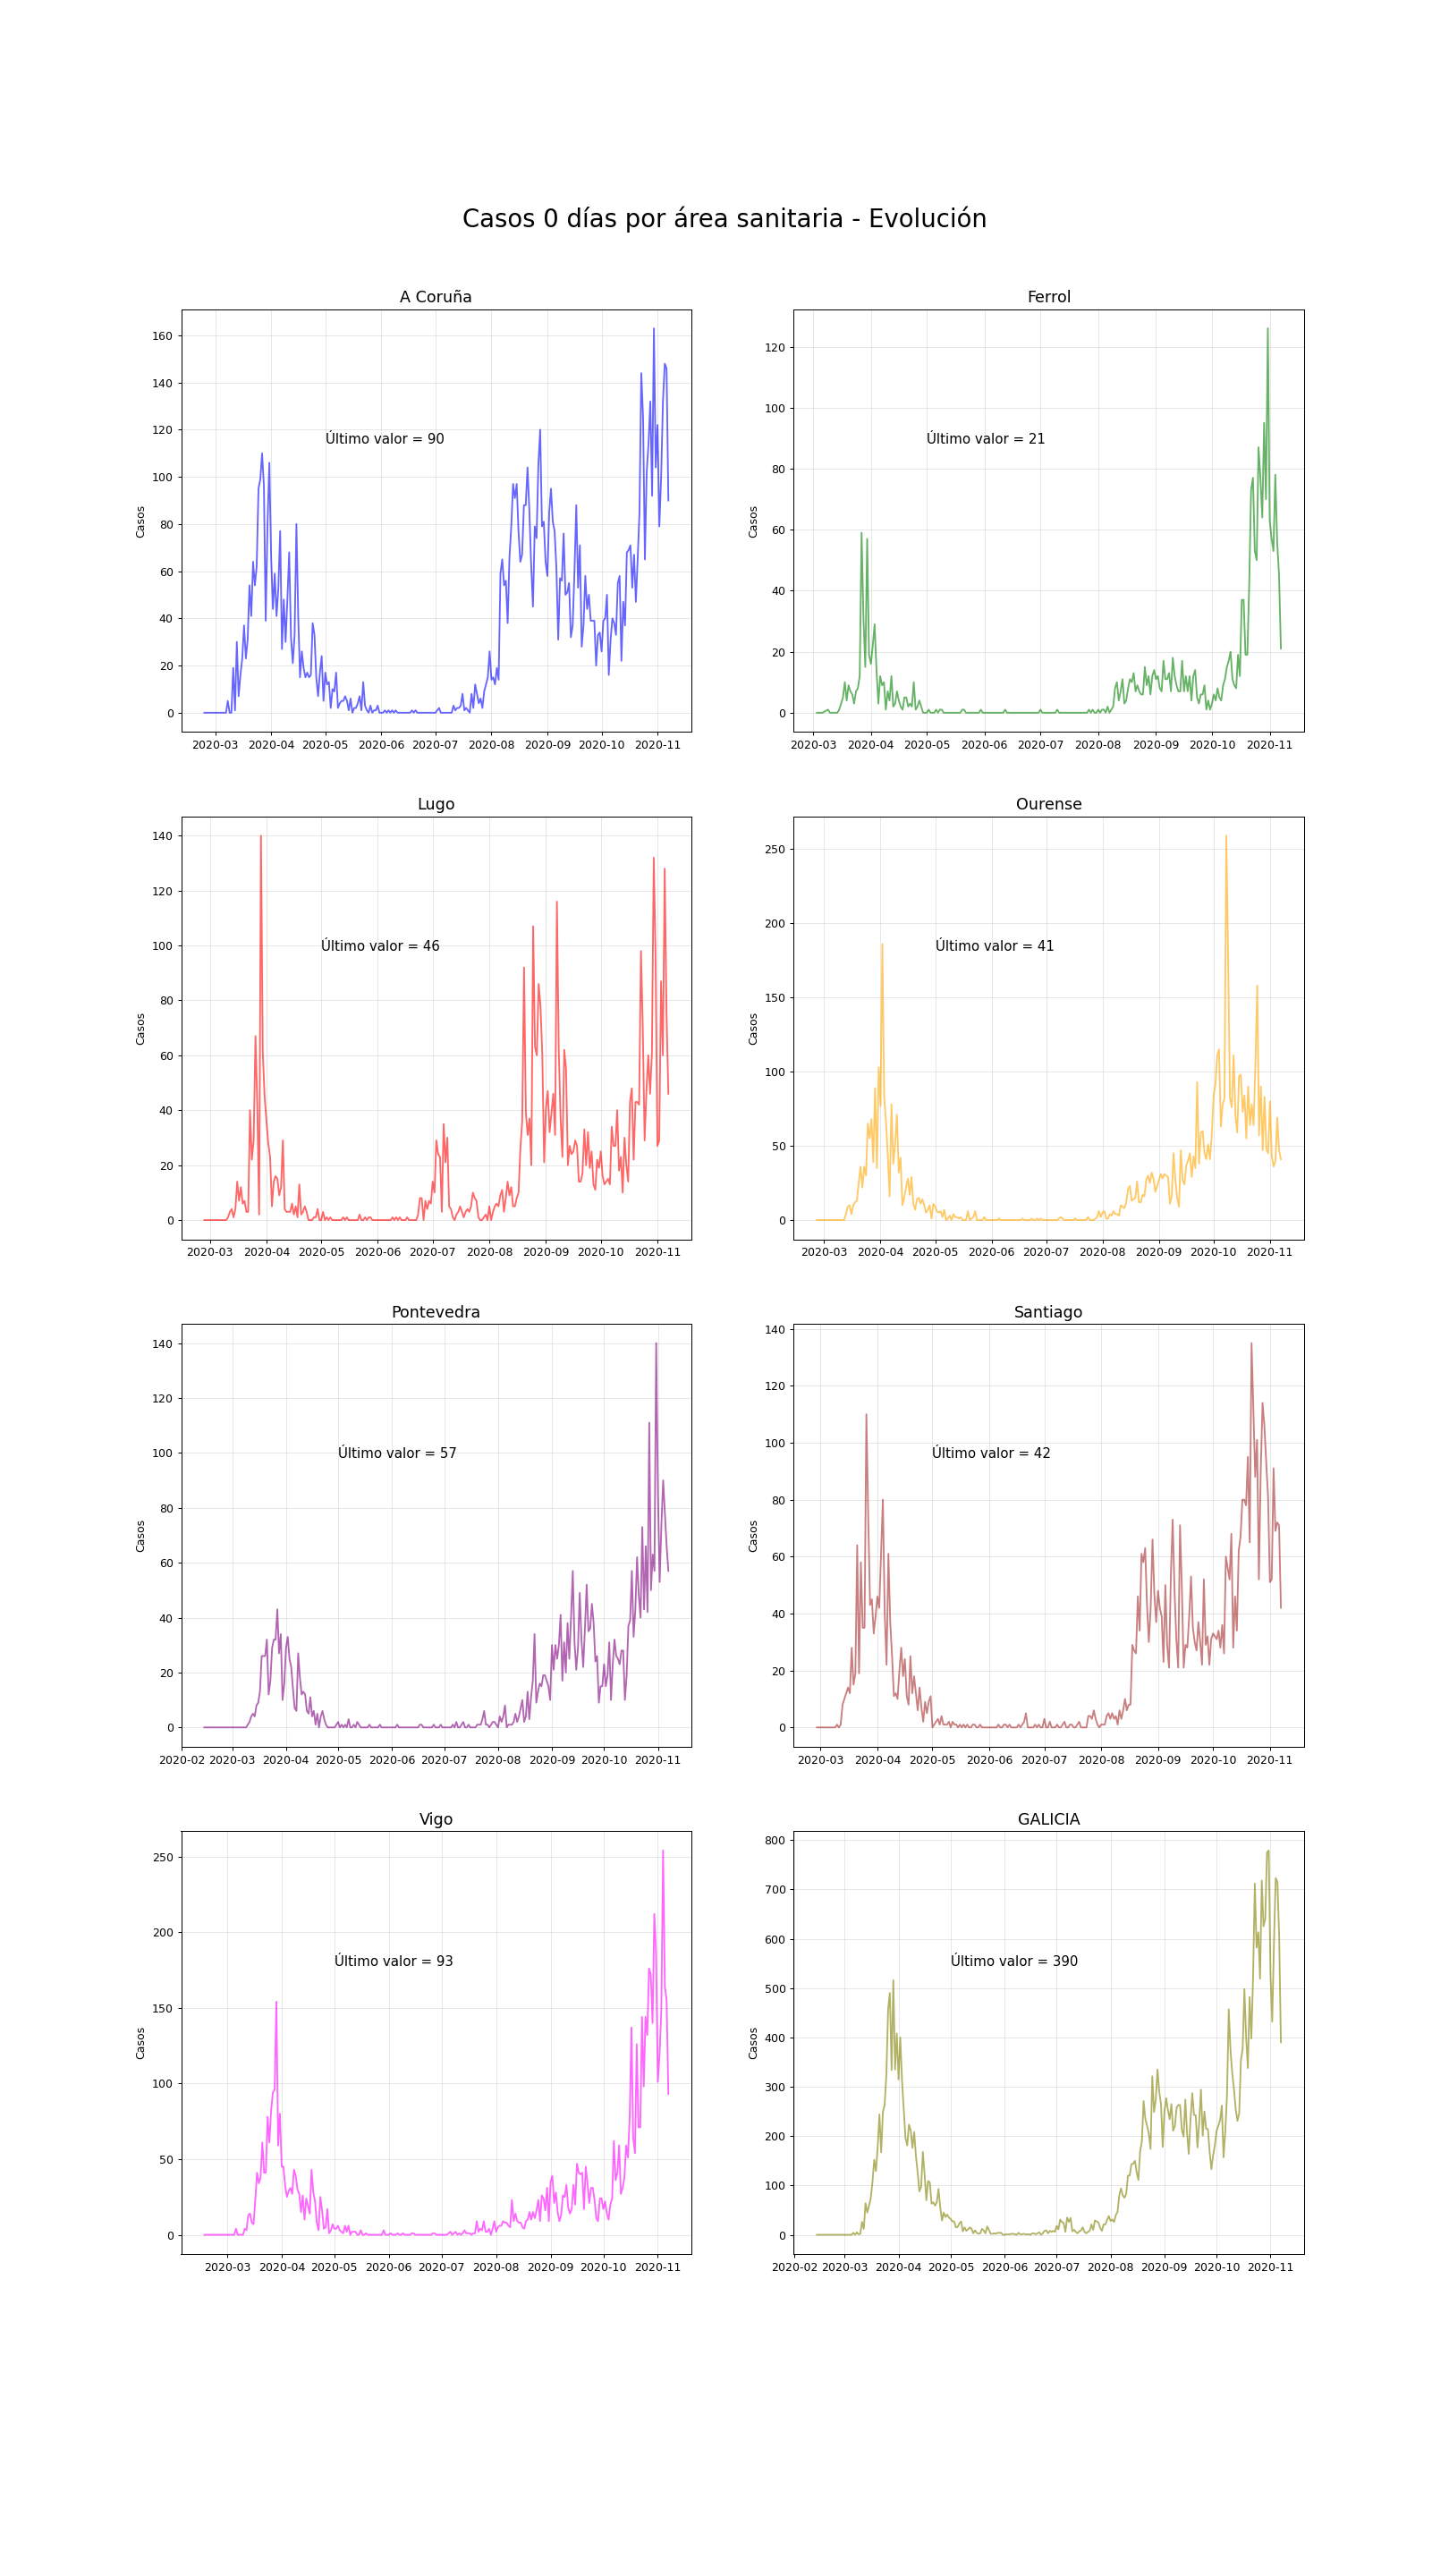 Casos 0 días por área sanitaria - Evolución
A Coruña
160
140
120
100
80
60
40
20
0
Casos
Último valor = 90
2020-03 2020-04 2020-05 2020-06 2020-07 2020-08 2020-09 2020-10 2020-11
Ferrol
120
100
80
60
40
20
0
Casos
Último valor = 21
2020-03 2020-04 2020-05 2020-06 2020-07 2020-08 2020-09 2020-10 2020-11
Lugo
140
120
100
80
60
40
20
0
Casos
Último valor = 46
2020-03 2020-04 2020-05 2020-06 2020-07 2020-08 2020-09 2020-10 2020-11
Ourense
250
200
150
100
50
0
Casos
Último valor = 41
2020-03 2020-04 2020-05 2020-06 2020-07 2020-08 2020-09 2020-10 2020-11
Pontevedra
140
120
100
80
60
40
20
0
Casos
Último valor = 57
2020-02 2020-03 2020-04 2020-05 2020-06 2020-07 2020-08 2020-09 2020-10 2020-11
Santiago
140
120
100
80
60
40
20
0
Casos
Último valor = 42
2020-03 2020-04 2020-05 2020-06 2020-07 2020-08 2020-09 2020-10 2020-11
Vigo
250
200
150
100
50
0
Casos
Último valor = 93
2020-03 2020-04 2020-05 2020-06 2020-07 2020-08 2020-09 2020-10 2020-11
GALICIA
800
700
600
500
400
300
200
100
0
Casos
Último valor = 390
2020-02 2020-03 2020-04 2020-05 2020-06 2020-07 2020-08 2020-09 2020-10 2020-11